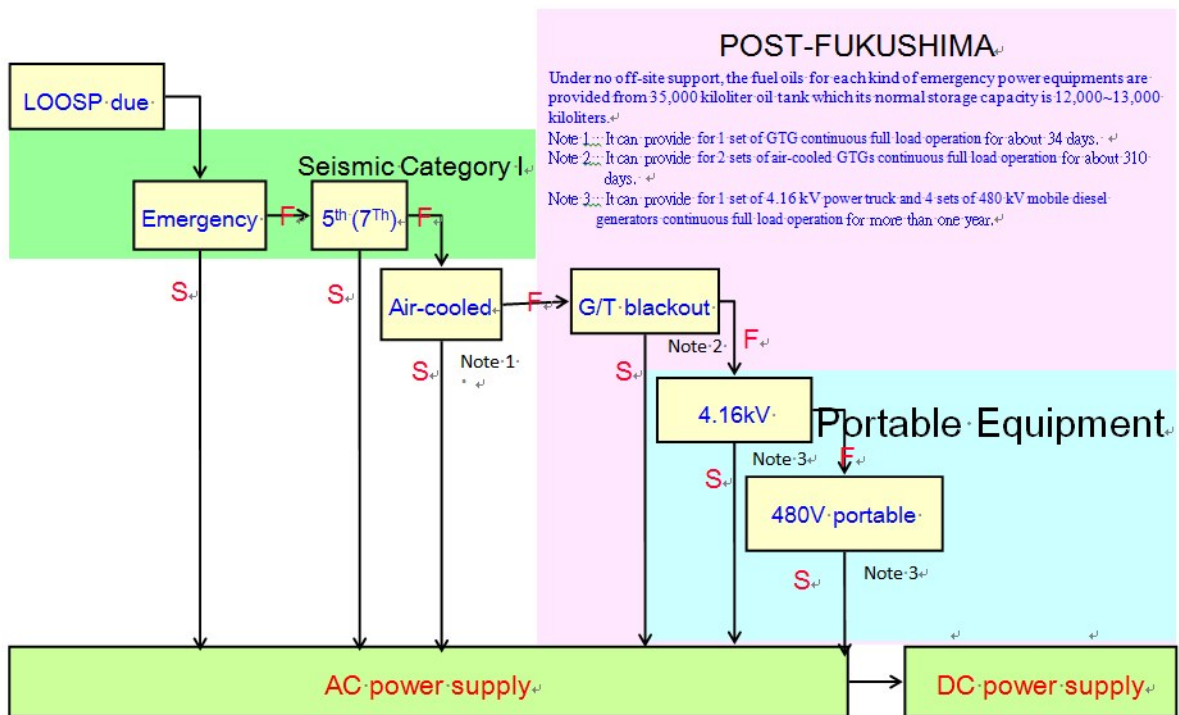 POST-FUKUSHIMA
Under no off-site support, the fuel oils for each kind of emergency power equipments are
provided from 35,000 kiloliter oil tank which its normal storage capacity is 12,000~13,000
kiloliters.
Note 1 : It can provide for 1 set of GTG continuous full load operation for about 34 days.
Note 2 : It can provide for 2 sets of air-cooled GTGs continuous full load operation for about 310
days.
Note 3 : It can provide for 1 set of 4.16 kV power truck and 4 sets of 480 kV mobile diesel
generators continuous full load operation for more than one year.
LOOSP due
Seismic Category I
Emergency
F
5th (7Th)
F
S
S
Air-cooled
F
G/T blackout
Note 1
S
Note 2
F
S
4.16kV
Portable Equipment
Note 3
F
S
480V portable
S
Note 3
AC power supply
DC power supply